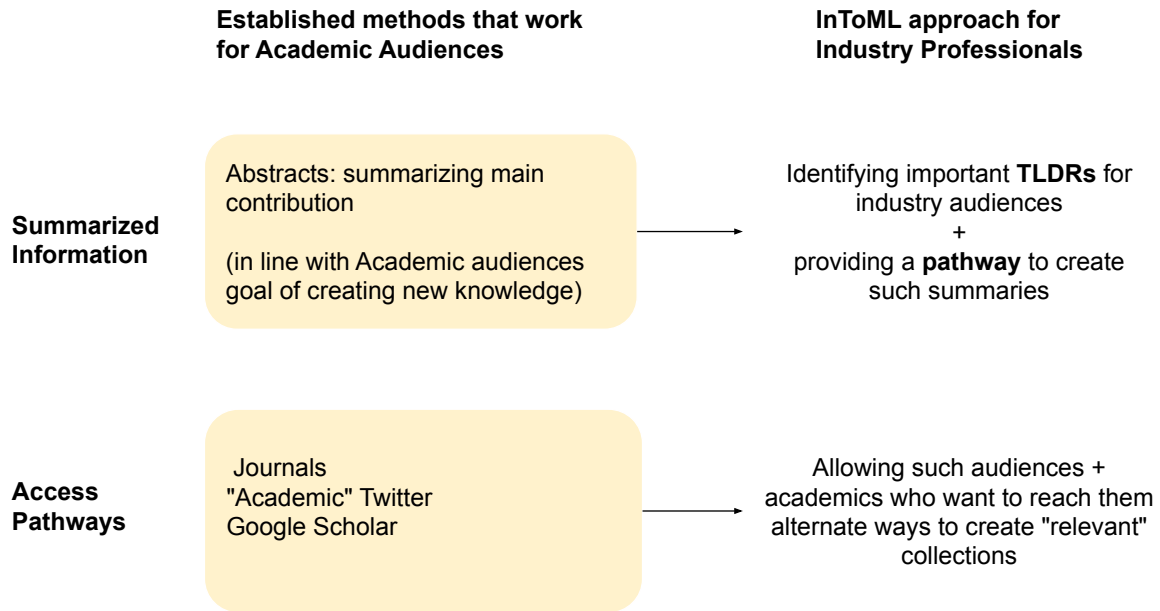 Established methods that work
for Academic Audiences
InToML approach for
Industry Professionals
Summarized
Information
Abstracts: summarizing main
contribution
(in line with Academic audiences
goal of creating new knowledge)
Identifying important TLDRs for
industry audiences
+
providing a pathway to create
such summaries
Access
Pathways
Journals
"Academic" Twitter
Google Scholar
Allowing such audiences +
academics who want to reach them
alternate ways to create "relevant"
collections